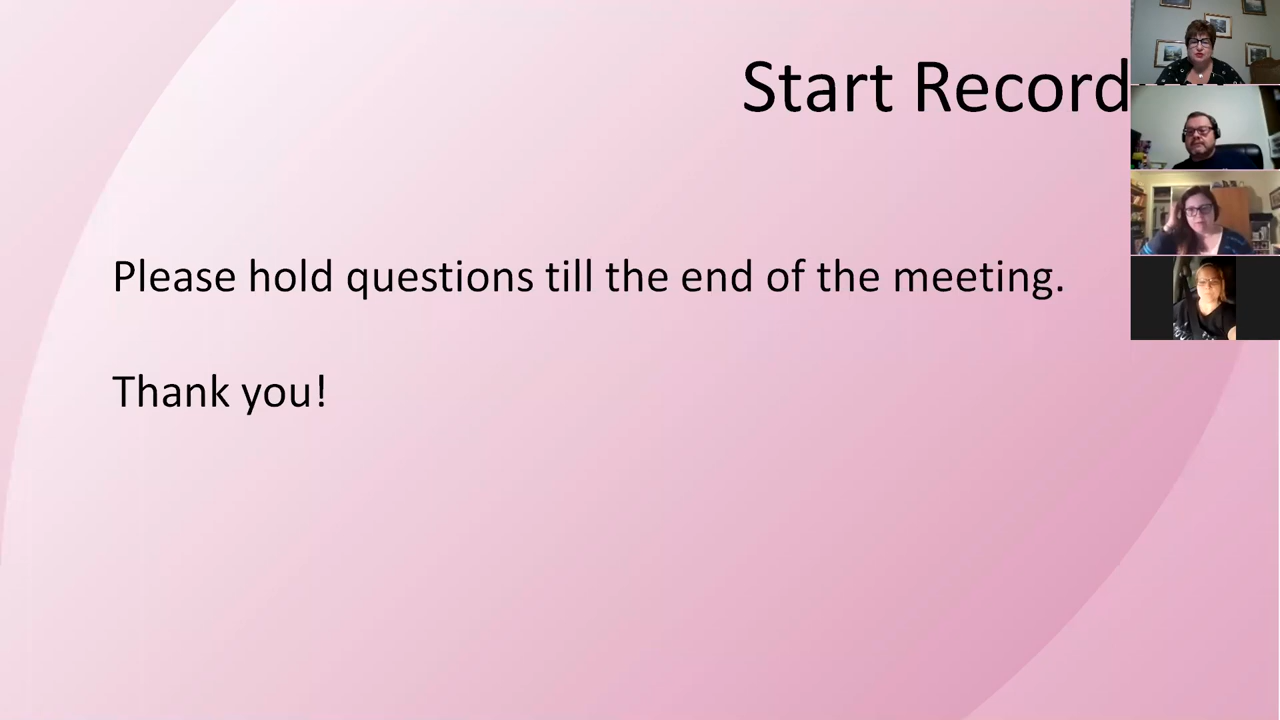 Start Record
Please hold questions till the end of the meeting.
Thank you!